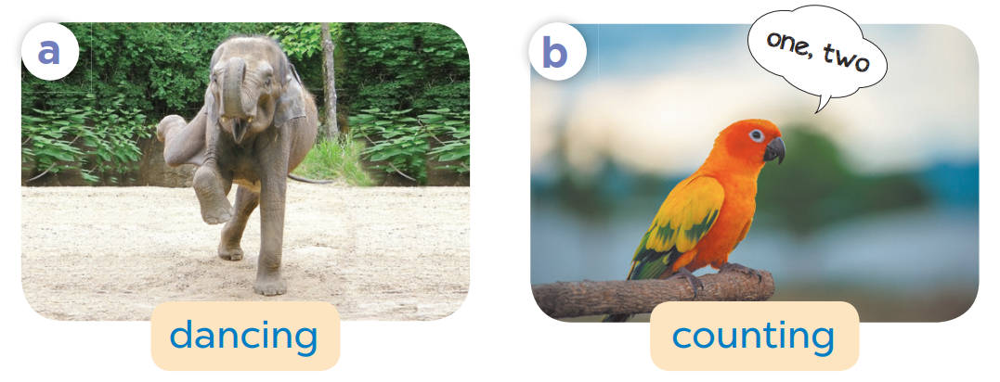 a
dancing
b
one, two
counting